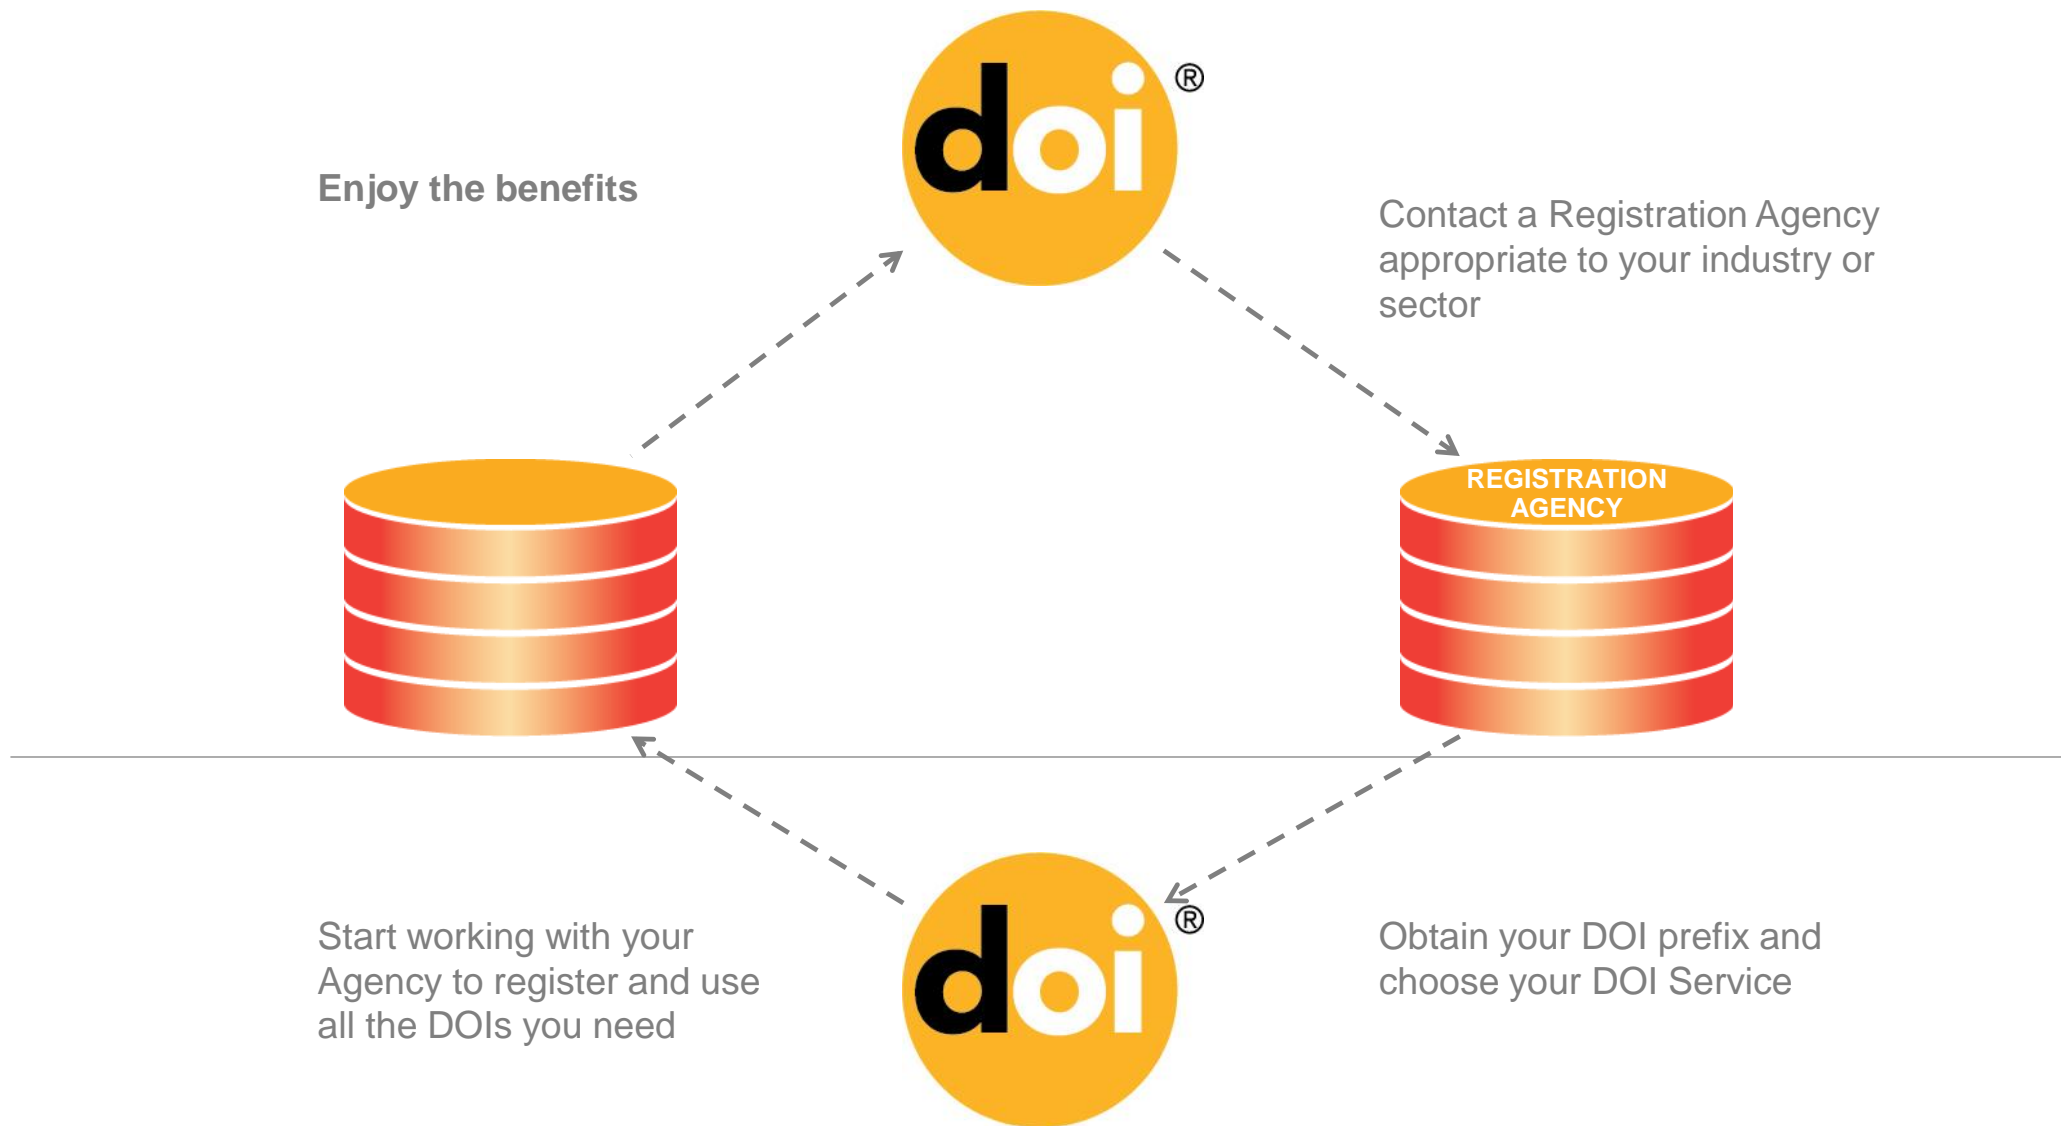 doi®
Enjoy the benefits
Contact a Registration Agency
appropriate to your industry or
sector
REGISTRATION
AGENCY
Start working with your
Agency to register and use
all the DOIs you need
doi®
Obtain your DOI prefix and
choose your DOI Service